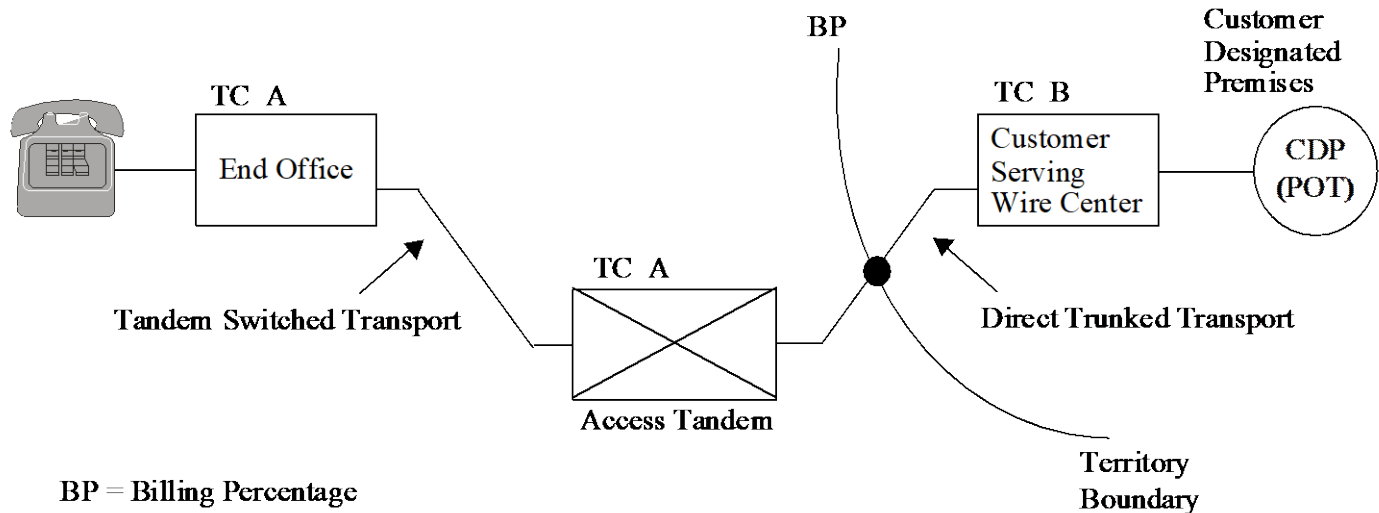 BP
Customer
Designated
Premises
TC A
TC B
End Office
Customer
Serving
Wire Center
CDP
(POT)
TC A
Tandem Switched Transport
Direct Trunked Transport
Access Tandem
Territory
Boundary
BP = Billing Percentage